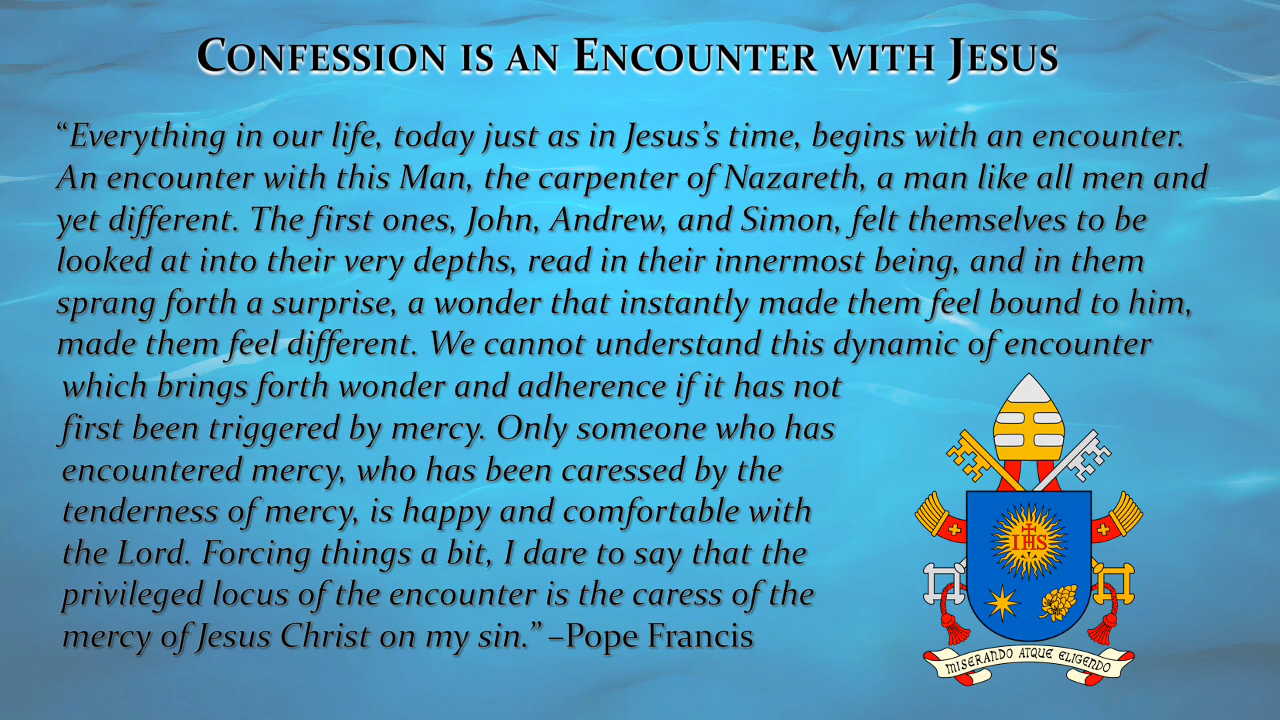 CONFESSION IS AN ENCOUNTER WITH JESUS
“Everything in our life, today just as in Jesus’s time, begins with an encounter.
An encounter with this Man, the carpenter of Nazareth, a man like all men and
yet different. The first ones, John, Andrew, and Simon, felt themselves to be
looked at into their very depths, read in their innermost being, and in them
sprang forth a surprise, a wonder that instantly made them feel bound to him,
made them feel different. We cannot understand this dynamic of encounter
which brings forth wonder and adherence if it has not
first been triggered by mercy. Only someone who has
encountered mercy, who has been caressed by the
tenderness of mercy, is happy and comfortable with
the Lord. Forcing things a bit, I dare to say that the
privileged locus of the encounter is the caress of the
mercy of Jesus Christ on my sin.” –Pope Francis
IHS
MISERANDO ATQUE ELIGENDO